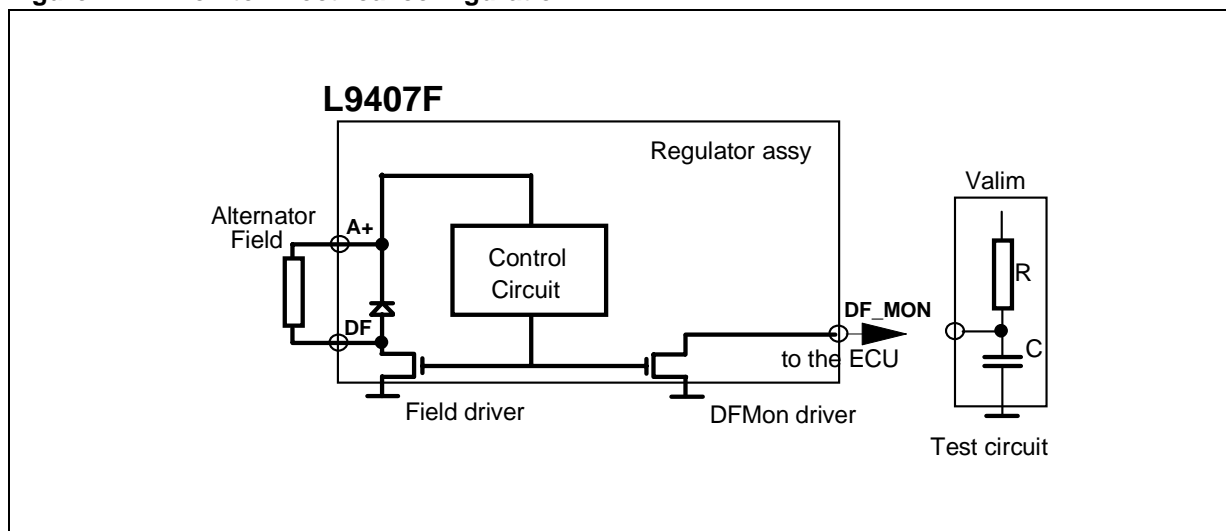 L9407F
Regulator assy
Valim
Alternator
Field
A+
Control
Circuit
R
DF_MON
DF
to the ECU
C
Field driver
DFMon driver
Test circuit